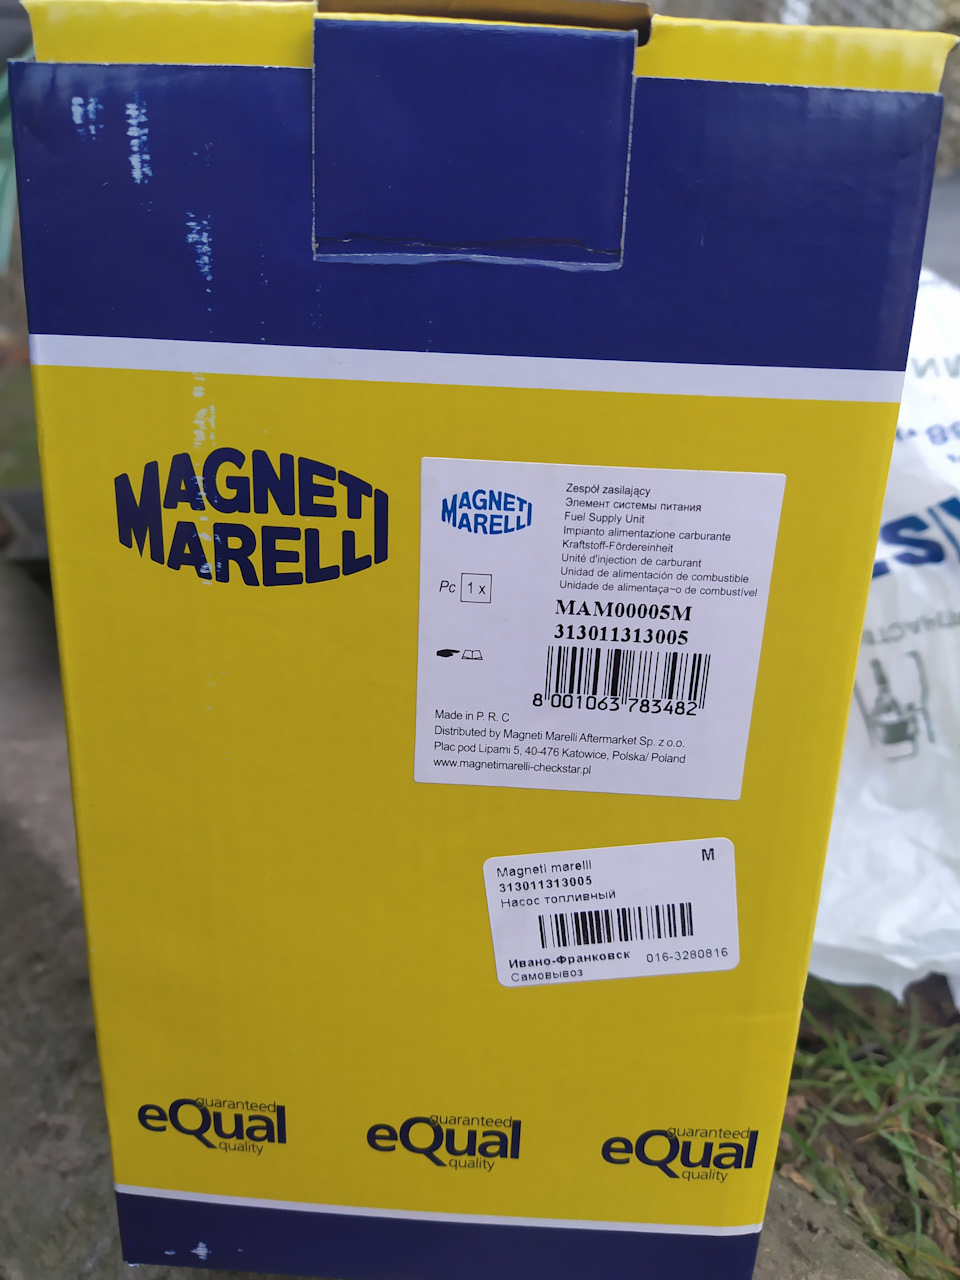 MAGNETI
MARELLI
MAGNETI
MARELLI
Zespół zasilający
Элемент системы питания
Fuel Supply Unit
Impianto alimentazione carburante
Kraftstoff-Fördereinheit
Unité d'injection de carburant
Unidad de alimentación de combustible
Unidade de alimentaça~o de combustível
Pc 1 x
MAM00005M
313011313005
8 001063 783482
Made in P. R. C
Distributed by Magneti Marelli Aftermarket Sp. z o.o.
Plac pod Lipami 5, 40-476 Katowice, Polska/ Poland
www.magnetimarelli-checkstar.pl
Magneti marelli M
313011313005
Насос топливный
Ивано-Франковск 016-3280816
Самовывоз
guaranteed
eQual
quality
guaranteed
eQual
quality
guaranteed
eQual
quality